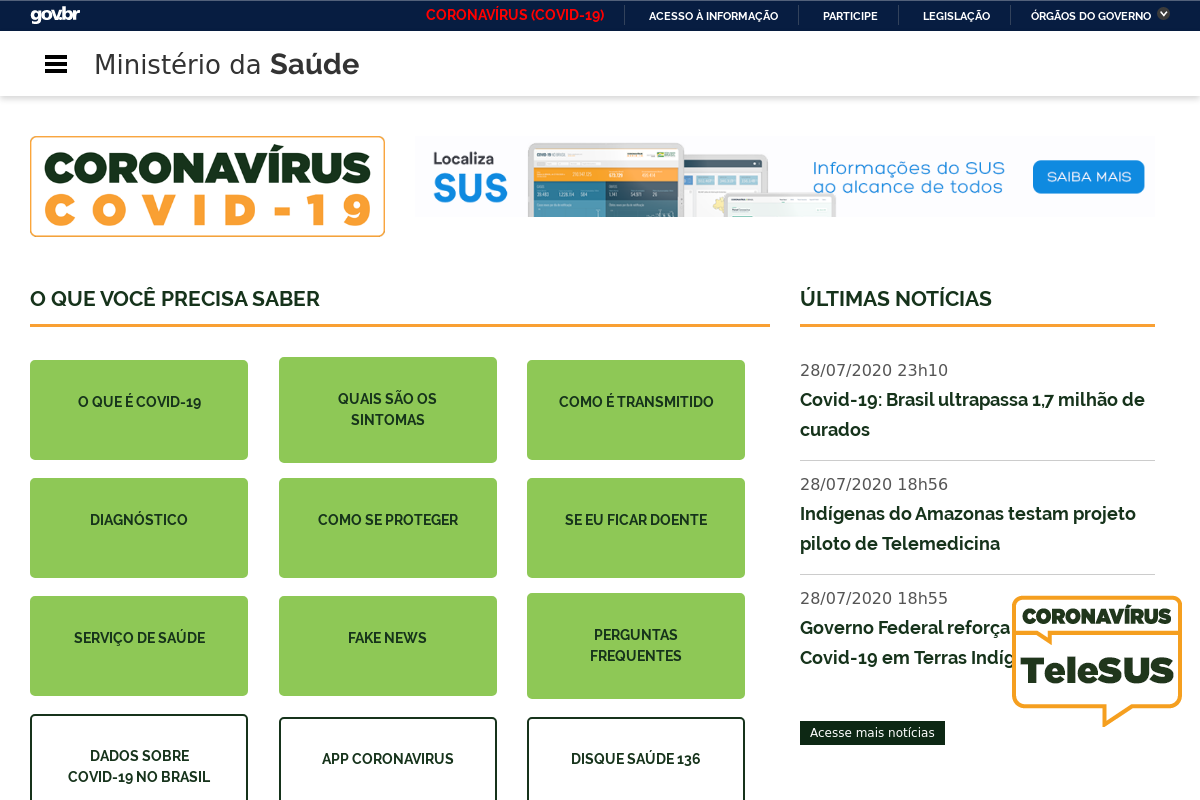 gov.br
CORONAVÍRUS (COVID-19)
ACESSO À INFORMAÇÃO
PARTICIPE
LEGISLAÇÃO
ÓRGÃOS DO GOVERNO
Ministério da Saúde
CORONAVÍRUS
COVID-19
Localiza
SUS
Informações do SUS
ao alcance de todos
SAIBA MAIS
O QUE VOCÊ PRECISA SABER
O QUE É COVID-19
QUAIS SÃO OS
SINTOMAS
COMO É TRANSMITIDO
DIAGNÓSTICO
COMO SE PROTEGER
SE EU FICAR DOENTE
SERVIÇO DE SAÚDE
FAKE NEWS
PERGUNTAS
FREQUENTES
DADOS SOBRE
COVID-19 NO BRASIL
APP CORONAVIRUS
DISQUE SAÚDE 136
ÚLTIMAS NOTÍCIAS
28/07/2020 23h10
Covid-19: Brasil ultrapassa 1,7 milhão de
curados
28/07/2020 18h56
Indígenas do Amazonas testam projeto
piloto de Telemedicina
28/07/2020 18h55
Governo Federal reforça
Covid-19 em Terras Indíg
Acesse mais notícias
CORONAVÍRUS
TeleSUS